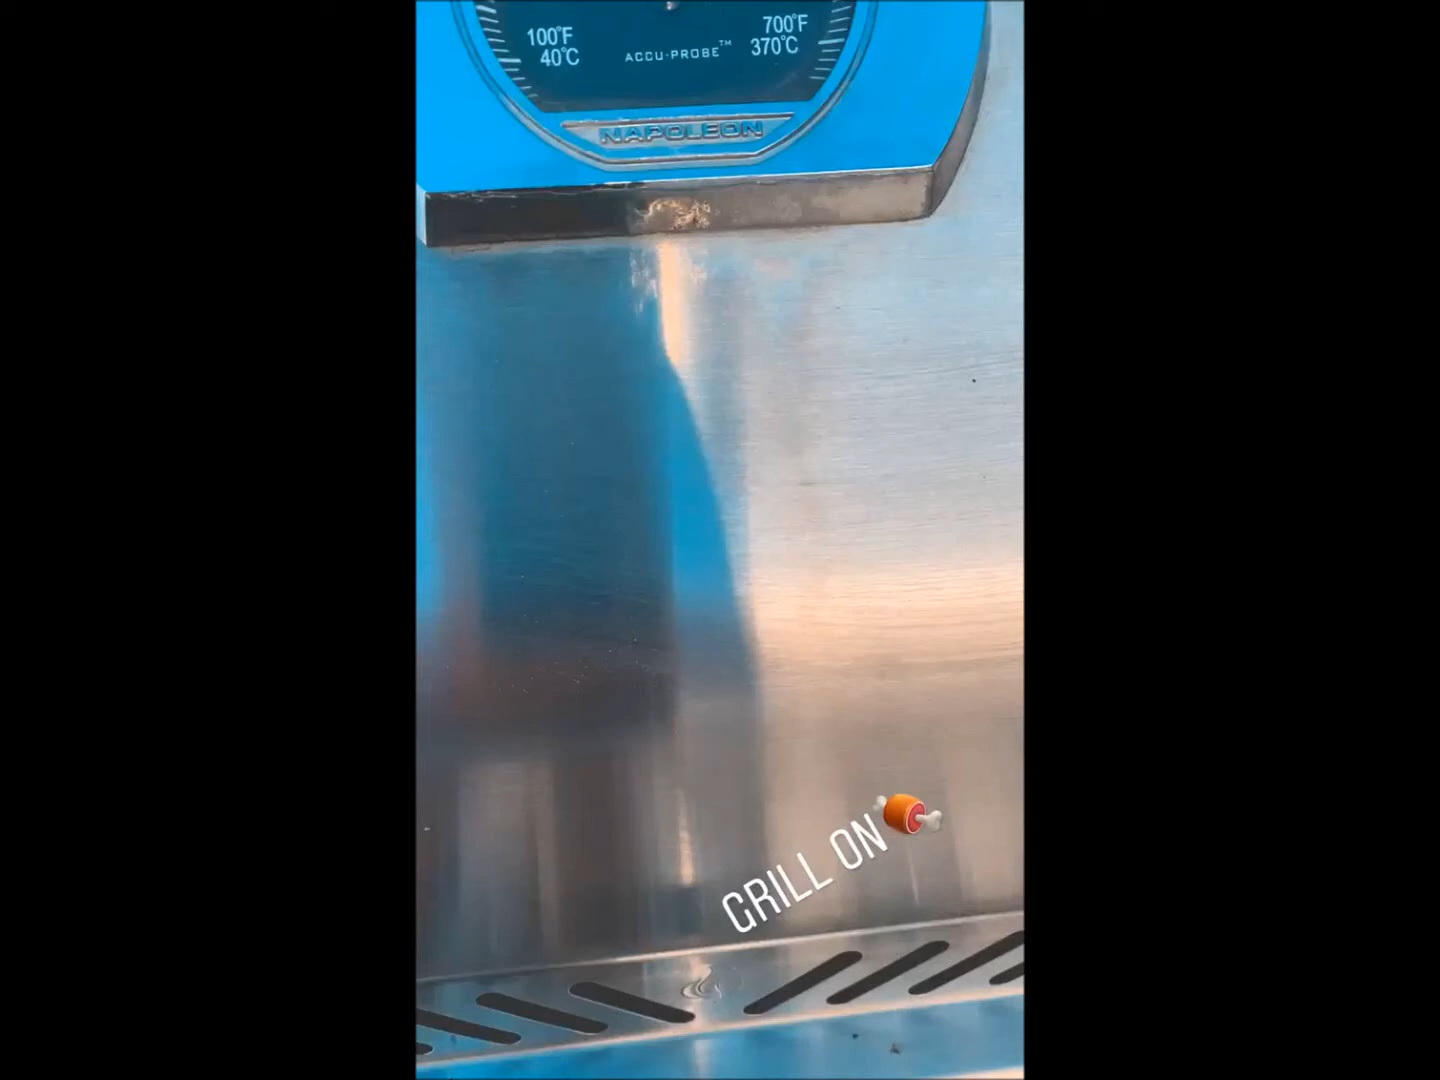 100°F
40°C
ACCU-PROBE™
700°F
370°C
NAPOLEON
GRILL ON